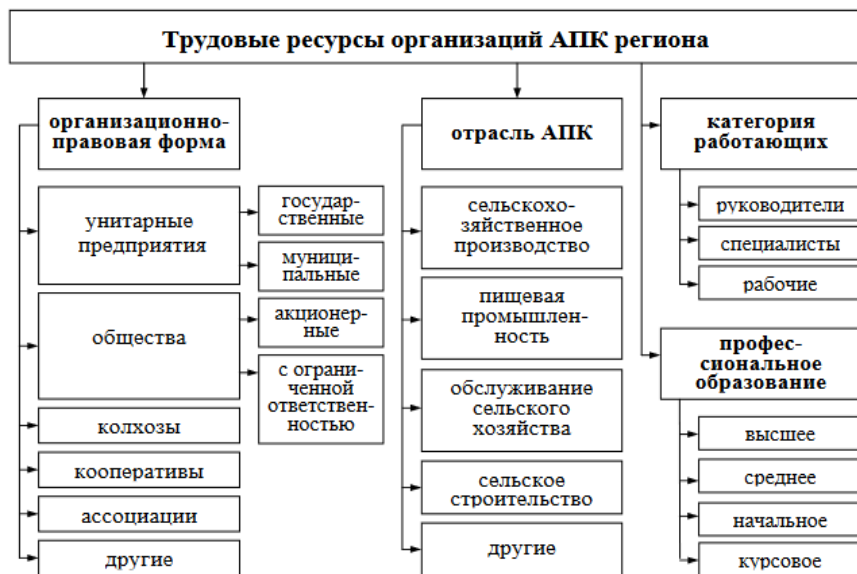 Трудовые ресурсы организаций АПК региона
организационно-
правовая форма
унитарные
предприятия
государ-
ственные
муници-
пальные
общества
акционер-
ные
с ограни-
ченной
ответствен-
ностью
колхозы
кооперативы
ассоциации
другие
отрасль АПК
сельскохо-
зяйственное
производство
пищевая
промышлен-
ность
обслуживание
сельского
хозяйства
сельское
строительство
другие
категория
работающих
руководители
специалисты
рабочие
профес-
сиональное
образование
высшее
среднее
начальное
курсовое